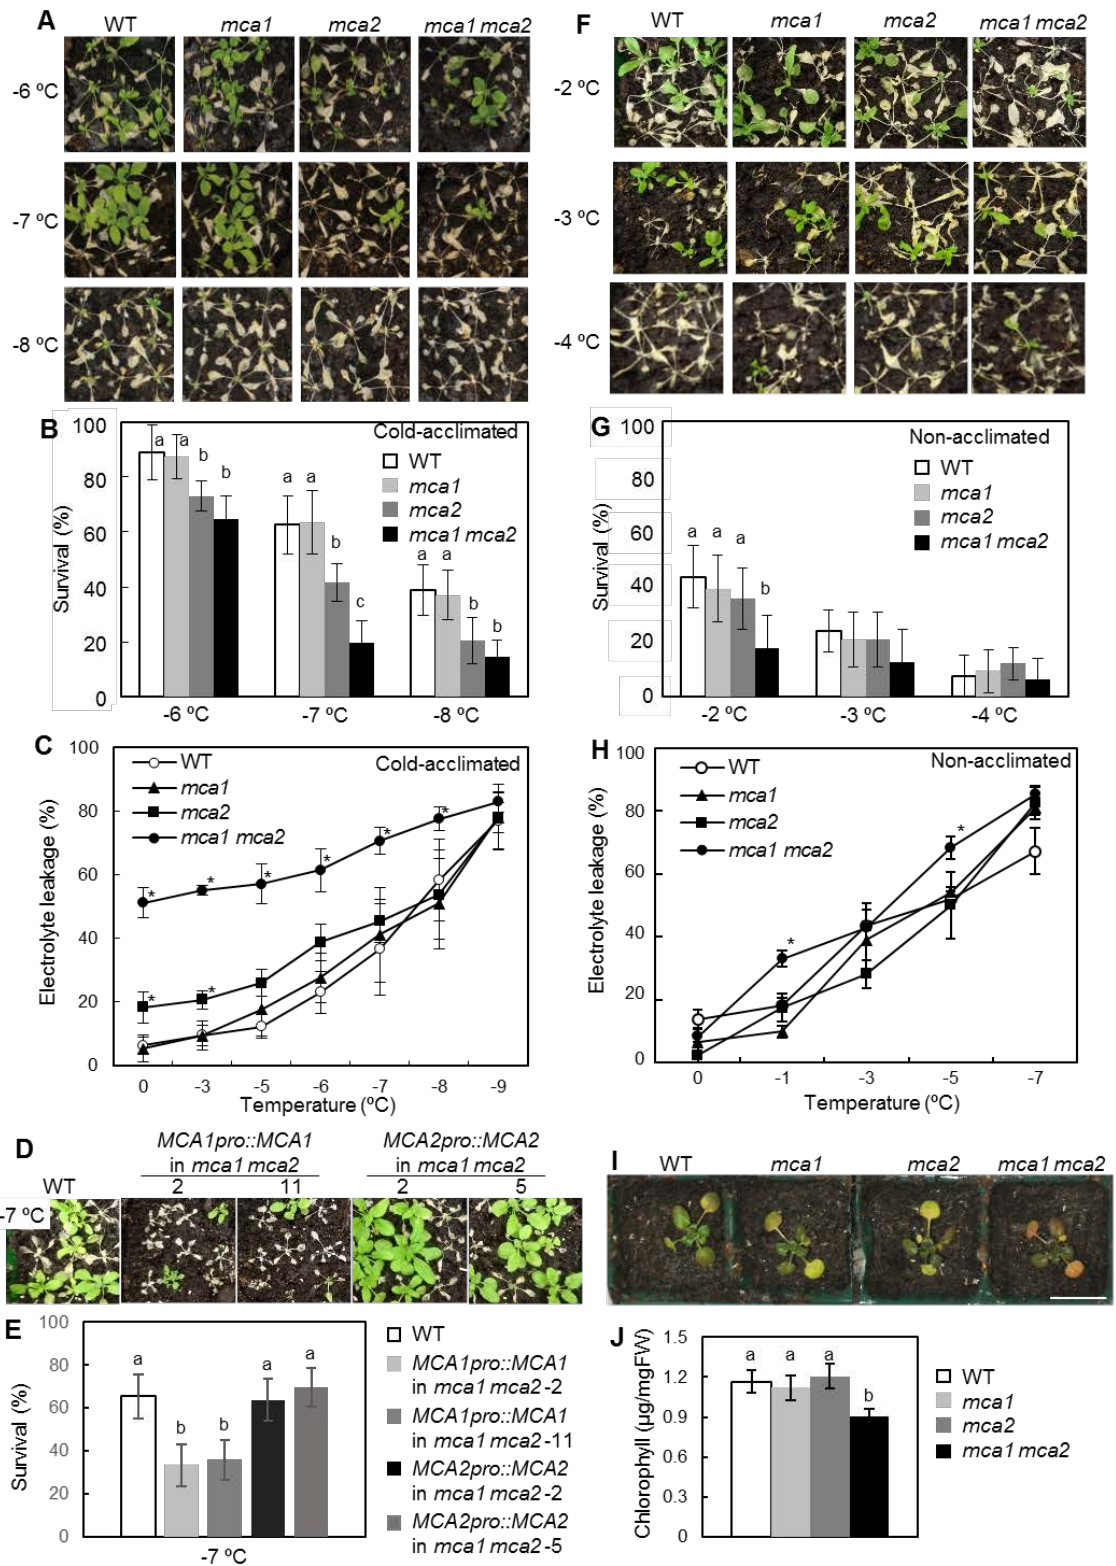 A
WT mca1 mca2 mca1 mca2
-6 ºC
-7 ºC
-8 ºC
B
Cold-acclimated
WT
mca1
mca2
mca1 mca2
Survival (%)
100
80
60
40
20
0
a a b b
a a b c
a a b b
-6 ºC -7 ºC -8 ºC
C
Cold-acclimated
WT
mca1
mca2
mca1 mca2
Electrolyte leakage (%)
100
80
60
40
20
0
* * * * * *
* *
0 -3 -5 -6 -7 -8 -9
Temperature (ºC)
D
MCA1pro::MCA1 MCA2pro::MCA2
in mca1 mca2 in mca1 mca2
WT 2 11 2 5
-7 ºC
E
Survival (%)
100
80
60
40
20
0
a b b a a
-7 ºC
WT
MCA1pro::MCA1
in mca1 mca2-2
MCA1pro::MCA1
in mca1 mca2-11
MCA2pro::MCA2
in mca1 mca2-2
MCA2pro::MCA2
in mca1 mca2-5
F
WT mca1 mca2 mca1 mca2
-2 ºC
-3 ºC
-4 ºC
G
Non-acclimated
WT
mca1
mca2
mca1 mca2
Survival (%)
100
80
60
40
20
0
a a a b
-2 ºC -3 ºC -4 ºC
H
Non-acclimated
WT
mca1
mca2
mca1 mca2
Electrolyte leakage (%)
100
80
60
40
20
0
* *
0 -1 -3 -5 -7
Temperature (ºC)
I
WT mca1 mca2 mca1 mca2
J
Chlorophyll (µg/mgFW)
1.5
1.2
0.9
0.6
0.3
0
a a a b
WT
mca1
mca2
mca1 mca2